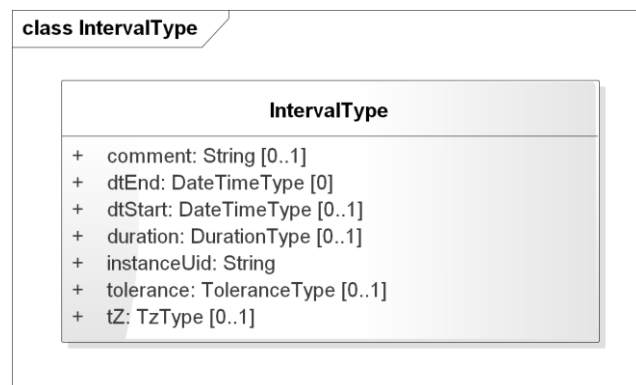 class IntervalType
IntervalType
+ comment: String [0..1]
+ dtEnd: DateTimeType [0]
+ dtStart: DateTimeType [0..1]
+ duration: DurationType [0..1]
+ instanceUid: String
+ tolerance: ToleranceType [0..1]
+ tZ: TzType [0..1]